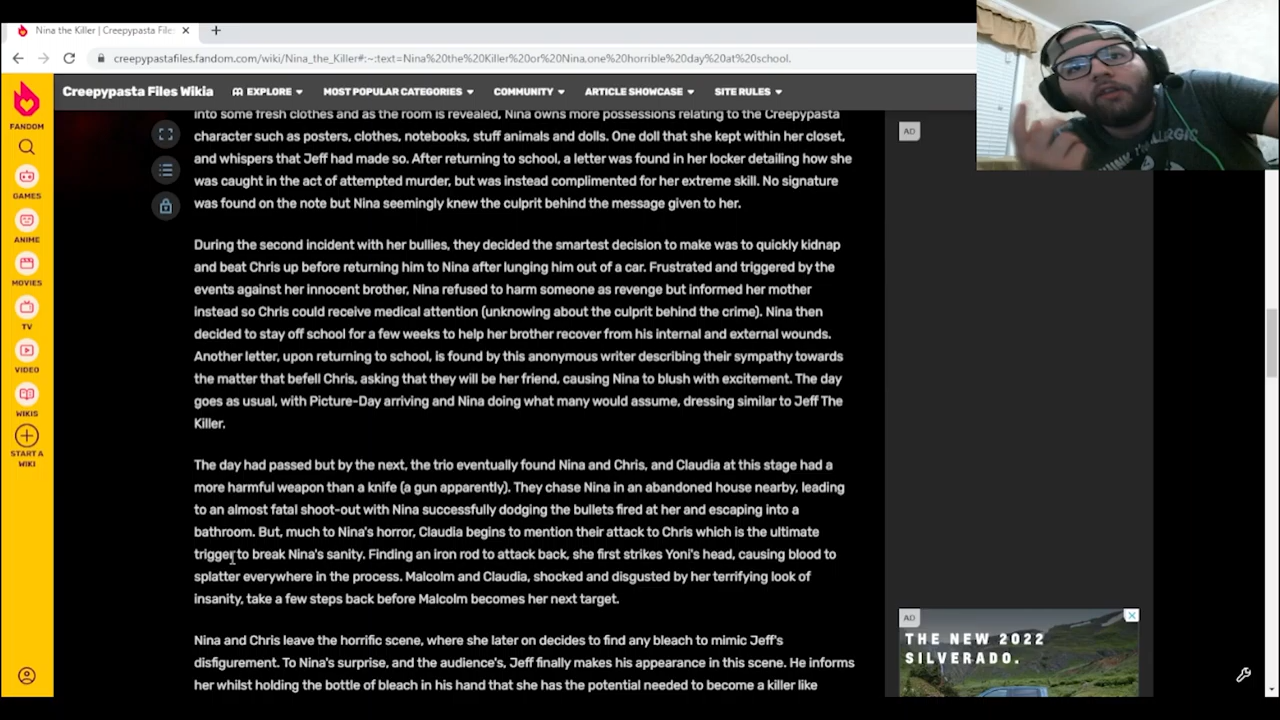 Nina the Killer | Creepypasta File
creepypastafiles.fandom.com/wiki/Nina_the_Killer#:~:text=Nina%20the%20Killer%20or%20Nina,one%20horrible%20day%20at%20school.
Creepypasta Files Wikia
EXPLORE
MOST POPULAR CATEGORIES
COMMUNITY
ARTICLE SHOWCASE
SITE RULES
FANDOM
GAMES
ANIME
MOVIES
TV
VIDEO
WIKIS
START A
WIKI
into some fresh clothes and as the room is revealed, Nina owns more possessions relating to the Creepypasta
character such as posters, clothes, notebooks, stuff animals and dolls. One doll that she kept within her closet,
and whispers that Jeff had made so. After returning to school, a letter was found in her locker detailing how she
was caught in the act of attempted murder, but was instead complimented for her extreme skill. No signature
was found on the note but Nina seemingly knew the culprit behind the message given to her.
During the second incident with her bullies, they decided the smartest decision to make was to quickly kidnap
and beat Chris up before returning him to Nina after lunging him out of a car. Frustrated and triggered by the
events against her innocent brother, Nina refused to harm someone as revenge but informed her mother
instead so Chris could receive medical attention (unknowing about the culprit behind the crime). Nina then
decided to stay off school for a few weeks to help her brother recover from his internal and external wounds.
Another letter, upon returning to school, is found by this anonymous writer describing their sympathy towards
the matter that befell Chris, asking that they will be her friend, causing Nina to blush with excitement. The day
goes as usual, with Picture-Day arriving and Nina doing what many would assume, dressing similar to Jeff The
Killer.
The day had passed but by the next, the trio eventually found Nina and Chris, and Claudia at this stage had a
more harmful weapon than a knife (a gun apparently). They chase Nina in an abandoned house nearby, leading
to an almost fatal shoot-out with Nina successfully dodging the bullets fired at her and escaping into a
bathroom. But, much to Nina's horror, Claudia begins to mention their attack to Chris which is the ultimate
trigger to break Nina's sanity. Finding an iron rod to attack back, she first strikes Yoni's head, causing blood to
splatter everywhere in the process. Malcolm and Claudia, shocked and disgusted by her terrifying look of
insanity, take a few steps back before Malcolm becomes her next target.
Nina and Chris leave the horrific scene, where she later on decides to find any bleach to mimic Jeff's
disfigurement. To Nina's surprise, and the audience's, Jeff finally makes his appearance in this scene. He informs
her whilst holding the bottle of bleach in his hand that she has the potential needed to become a killer like
AD
AD
THE NEW 2022
SILVERADO.